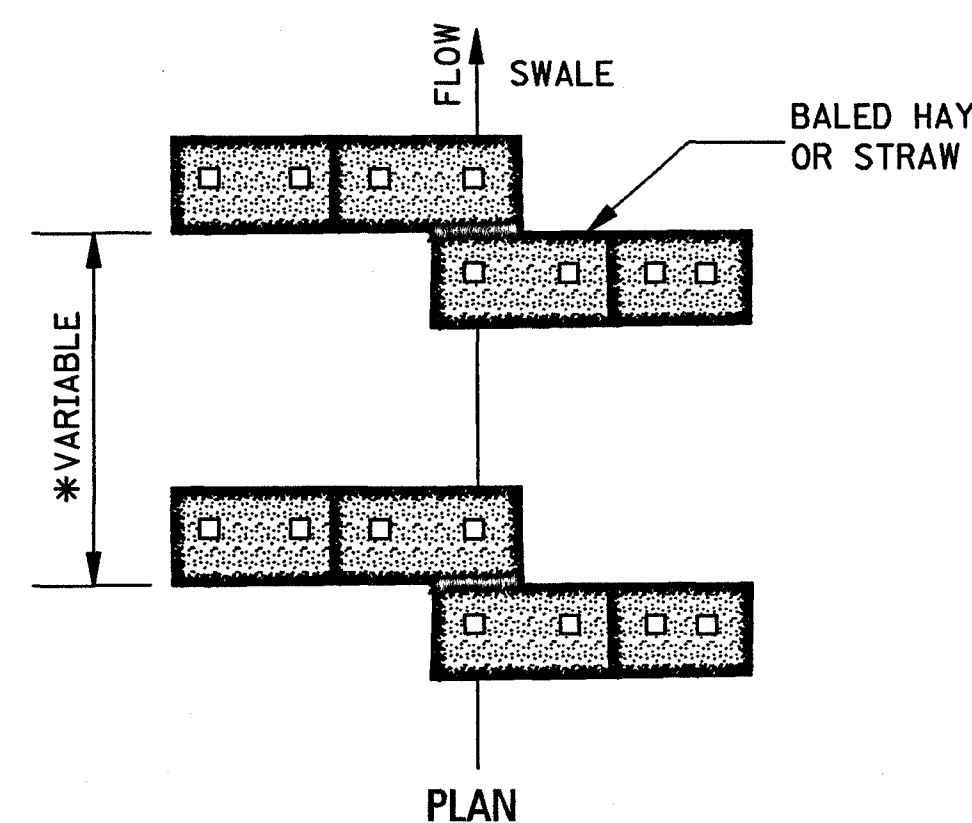 FLOW
SWALE
BALED HAY
OR STRAW
*VARIABLE
PLAN